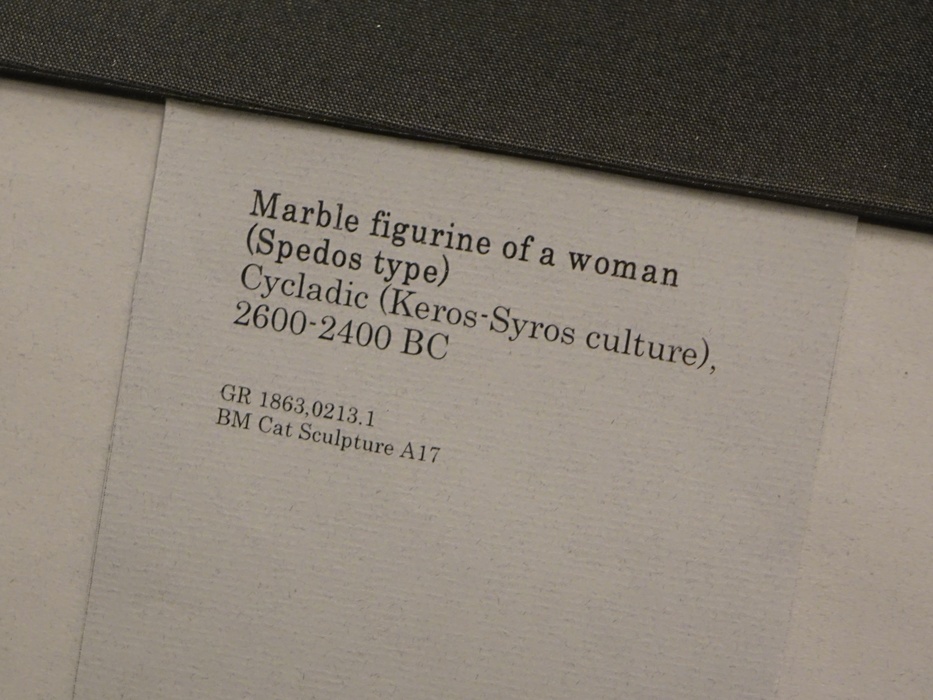 Marble figurine of a woman
(Spedos type)
Cycladic (Keros-Syros culture),
2600-2400 BC
GR 1863,0213.1
BM Cat Sculpture A17